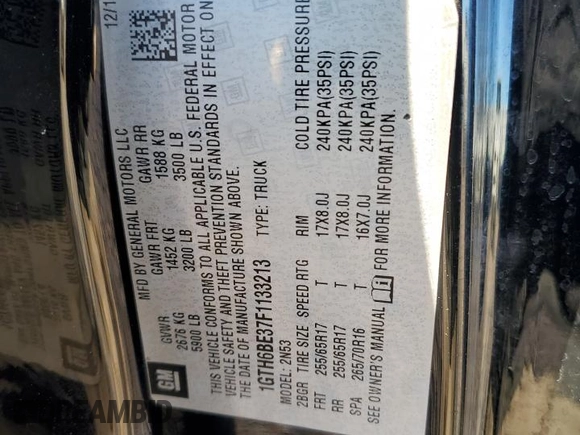 12/1
MFD BY GENERAL MOTORS LLC
GVWR GAWR FRT GAWR RR
2676 KG 1452 KG 1588 KG
5900 LB 3200 LB 3500 LB
GM
THIS VEHICLE CONFORMS TO ALL APPLICABLE U.S. FEDERAL MOTOR
VEHICLE SAFETY AND THEFT PREVENTION STANDARDS IN EFFECT ON
THE DATE OF MANUFACTURE SHOWN ABOVE.
1GTH6BE37F1133213 TYPE: TRUCK
MODEL: 2N53
2BGR TIRE SIZE SPEED RTG RIM COLD TIRE PRESSURE
FRT 255/65R17 T 17X8.0J 240KPA(35PSI)
RR 255/65R17 T 17X8.0J 240KPA(35PSI)
SPA 265/70R16 T 16X7.0J 240KPA(35PSI)
SEE OWNER'S MANUAL FOR MORE INFORMATION.